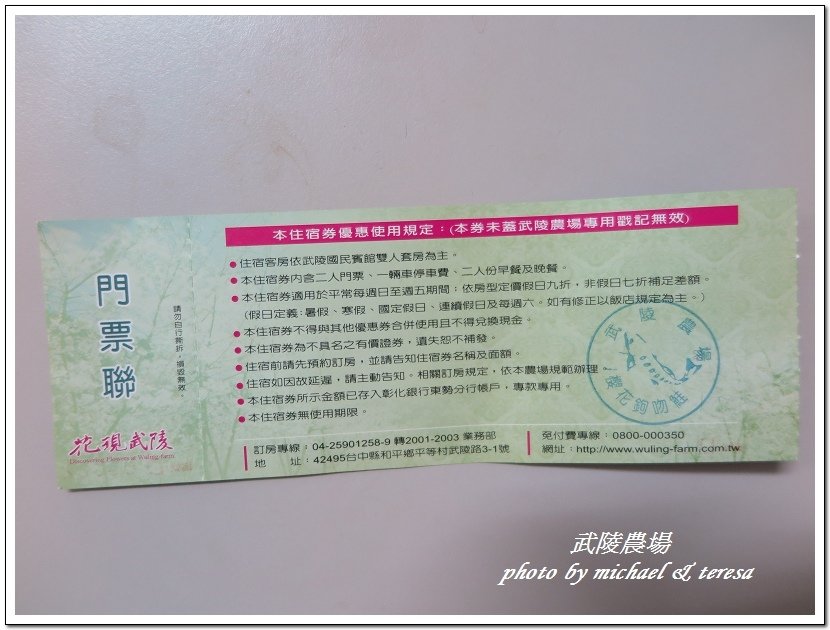 門票聯
花現武陵
Discovering Flowers at Wuling-farm
請勿自行撕折，損毀無效
本住宿券優惠使用規定：(本券未蓋武陵農場專用戳記無效)
●住宿客房依武陵國民賓館雙人套房為主。
●本住宿券內含二人門票、一輛車停車費、二人份早餐及晚餐。
●本住宿券適用於平常每週日至週五期間；依房型定價假日九折，非假日七折補足差額。
(假日定義:暑假、寒假、國定假日、連續假日及每週六。如有修正以飯店規定為主。)
●本住宿券不得與其他優惠券合併使用且不得兌換現金。
●本住宿券為不具名之有價證券，遺失恕不補發。
●住宿前請先預約訂房，並請告知住宿券名稱及面額。
●住宿如因故延遲，請主動告知。相關訂房規定，依本農場規範辦理。
●本住宿券所示金額已存入彰化銀行東勢分行帳戶，專款專用。
●本住宿券無使用期限。
武陵農場
櫻花鉤吻鮭
訂房專線：04-25901258-9 轉2001-2003 業務部
地 址：42495台中縣和平鄉平等村武陵路3-1號
免付費專線：0800-000350
網址：http://www.wuling-farm.com.tw
武陵農場
photo by michael & teresa